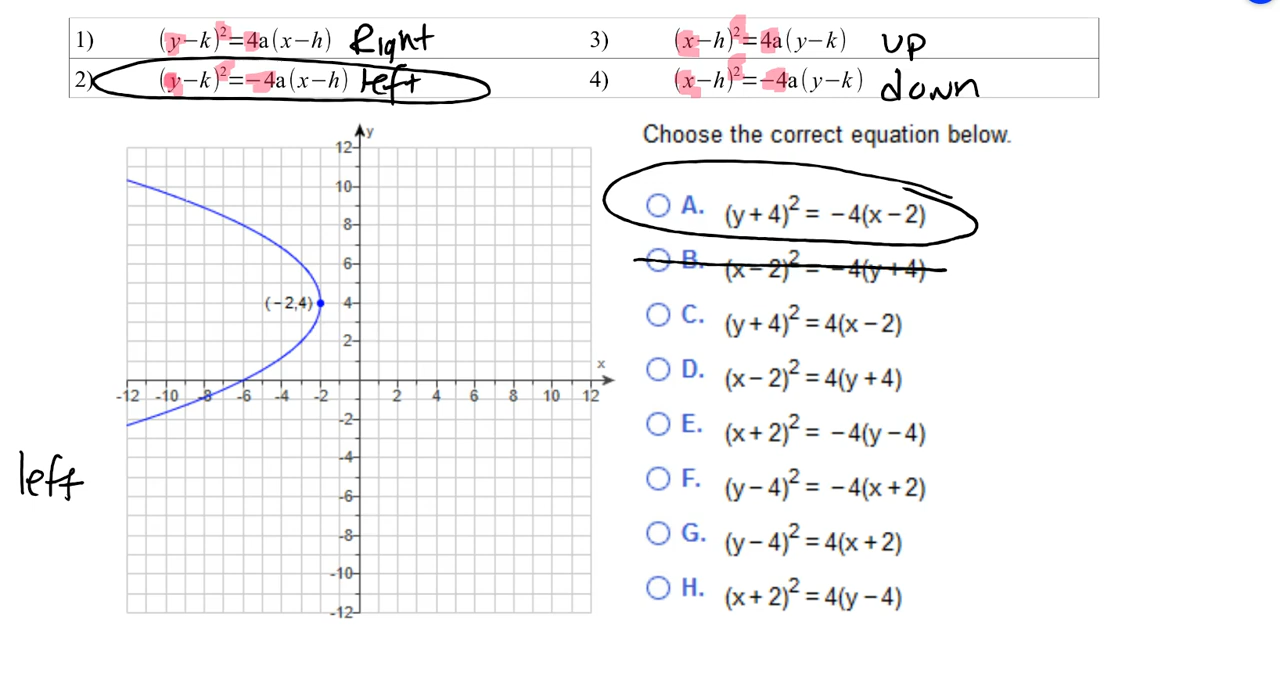 1) (y−k)²=4a(x−h) Right 3) (x−h)²=4a(y−k) up
2) (y−k)²=−4a(x−h) left 4) (x−h)²=−4a(y−k) down
Choose the correct equation below.
y
12
10
8
6
(−2,4) 4
2
x
-12 -10 -8 -6 -4 -2 2 4 6 8 10 12
-2
-4
-6
-8
-10
-12
left
A. (y+4)² = −4(x−2)
B. (x−2)² = −4(y+4)
C. (y+4)² = 4(x−2)
D. (x−2)² = 4(y+4)
E. (x+2)² = −4(y−4)
F. (y−4)² = −4(x+2)
G. (y−4)² = 4(x+2)
H. (x+2)² = 4(y−4)